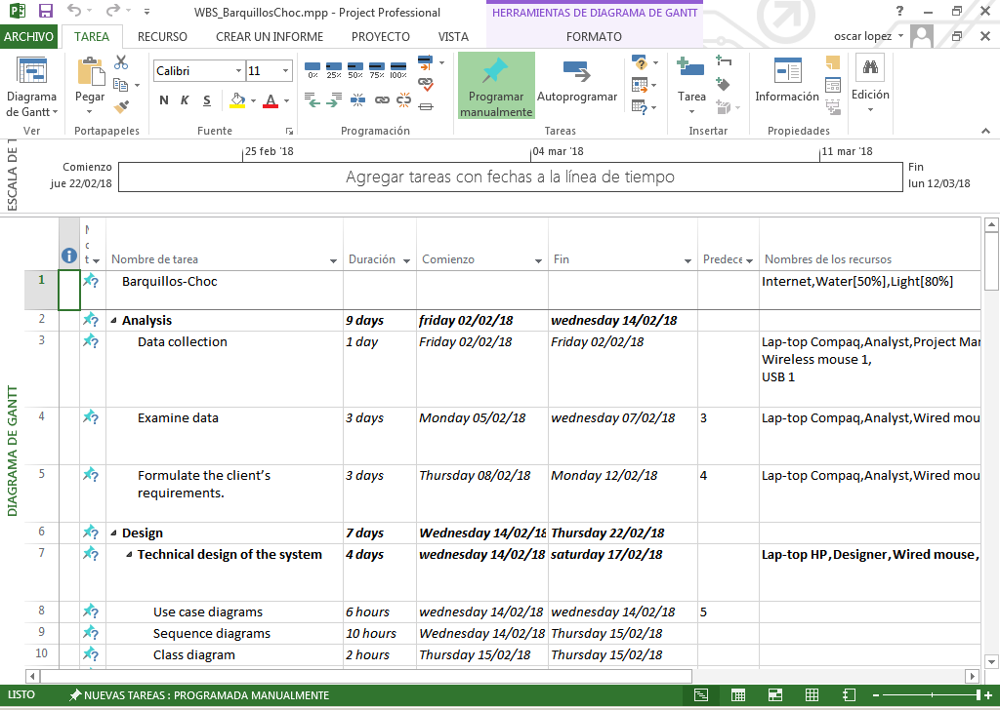 WBS_BarquillosChoc.mpp - Project Professional
HERRAMIENTAS DE DIAGRAMA DE GANTT
?
ARCHIVO TAREA RECURSO CREAR UN INFORME PROYECTO VISTA FORMATO
oscar lopez
Diagrama
de Gantt
Ver
Pegar
Portapapeles
Calibri 11
N K S A
Fuente
0% 25% 50% 75% 100%
Programación
Programar
manualmente
Autoprogramar
Tareas
Tarea
Insertar
Información
Propiedades
Edición
ESCALA DE T
25 feb '18 04 mar '18 11 mar '18
Comienzo
jue 22/02/18
Agregar tareas con fechas a la línea de tiempo
Fin
lun 12/03/18
DIAGRAMA DE GANTT
Nombre de tarea Duración Comienzo Fin Predece Nombres de los recursos
1 Barquillos-Choc Internet,Water[50%],Light[80%]
2 Analysis 9 days friday 02/02/18 wednesday 14/02/18
3 Data collection 1 day Friday 02/02/18 Friday 02/02/18 Lap-top Compaq,Analyst,Project Mar
Wireless mouse 1,
USB 1
4 Examine data 3 days Monday 05/02/18 wednesday 07/02/18 3 Lap-top Compaq,Analyst,Wired mou
5 Formulate the client’s 3 days Thursday 08/02/18 Monday 12/02/18 4 Lap-top Compaq,Analyst,Wired mou
requirements.
6 Design 7 days Wednesday 14/02/18 Thursday 22/02/18
7 Technical design of the system 4 days wednesday 14/02/18 saturday 17/02/18 Lap-top HP,Designer,Wired mouse,
8 Use case diagrams 6 hours wednesday 14/02/18 wednesday 14/02/18 5
9 Sequence diagrams 10 hours Wednesday 14/02/18 Thursday 15/02/18
10 Class diagram 2 hours Thursday 15/02/18 Thursday 15/02/18
LISTO NUEVAS TAREAS : PROGRAMADA MANUALMENTE